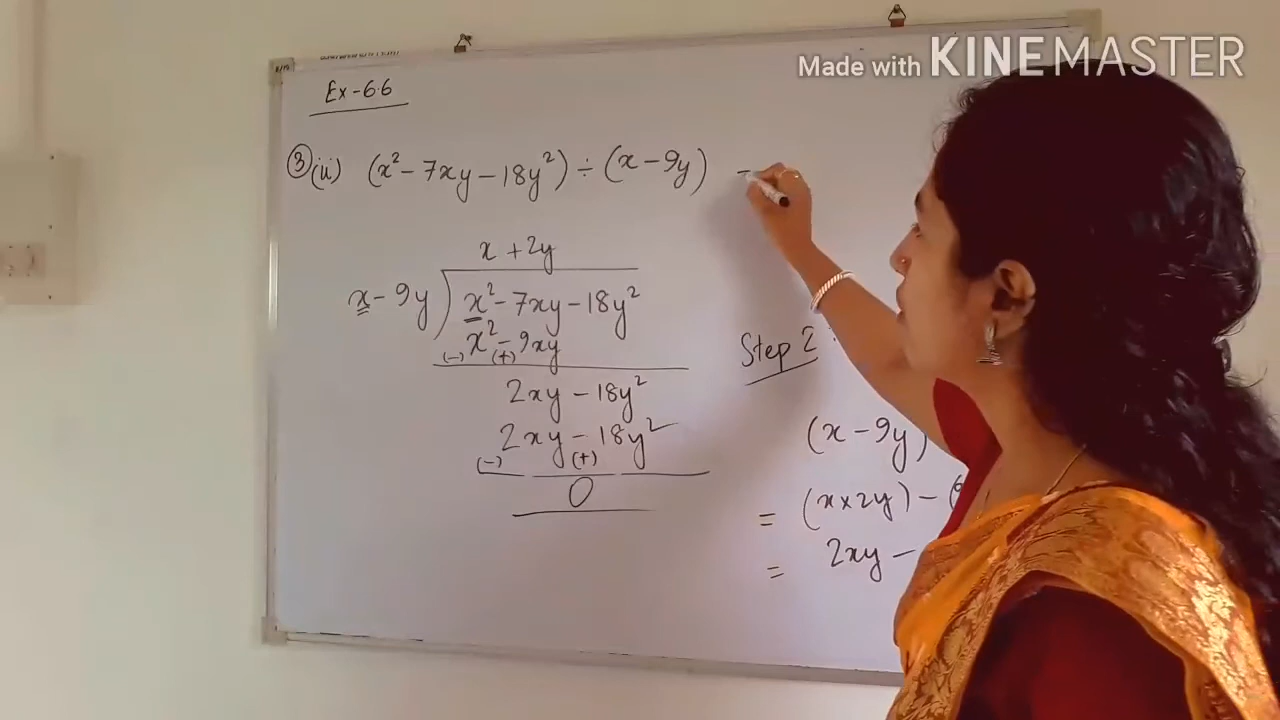 Made with KINEMASTER
Ex-6.6
③(ii) (x² - 7xy - 18y²) ÷ (x - 9y) -
x + 2y
x - 9y ) x² - 7xy - 18y²
x² - 9xy
(-) (+)
2xy - 18y²
2xy - 18y²
(-) (+)
0
Step 2
(x - 9y)
= (x × 2y) - (
= 2xy -